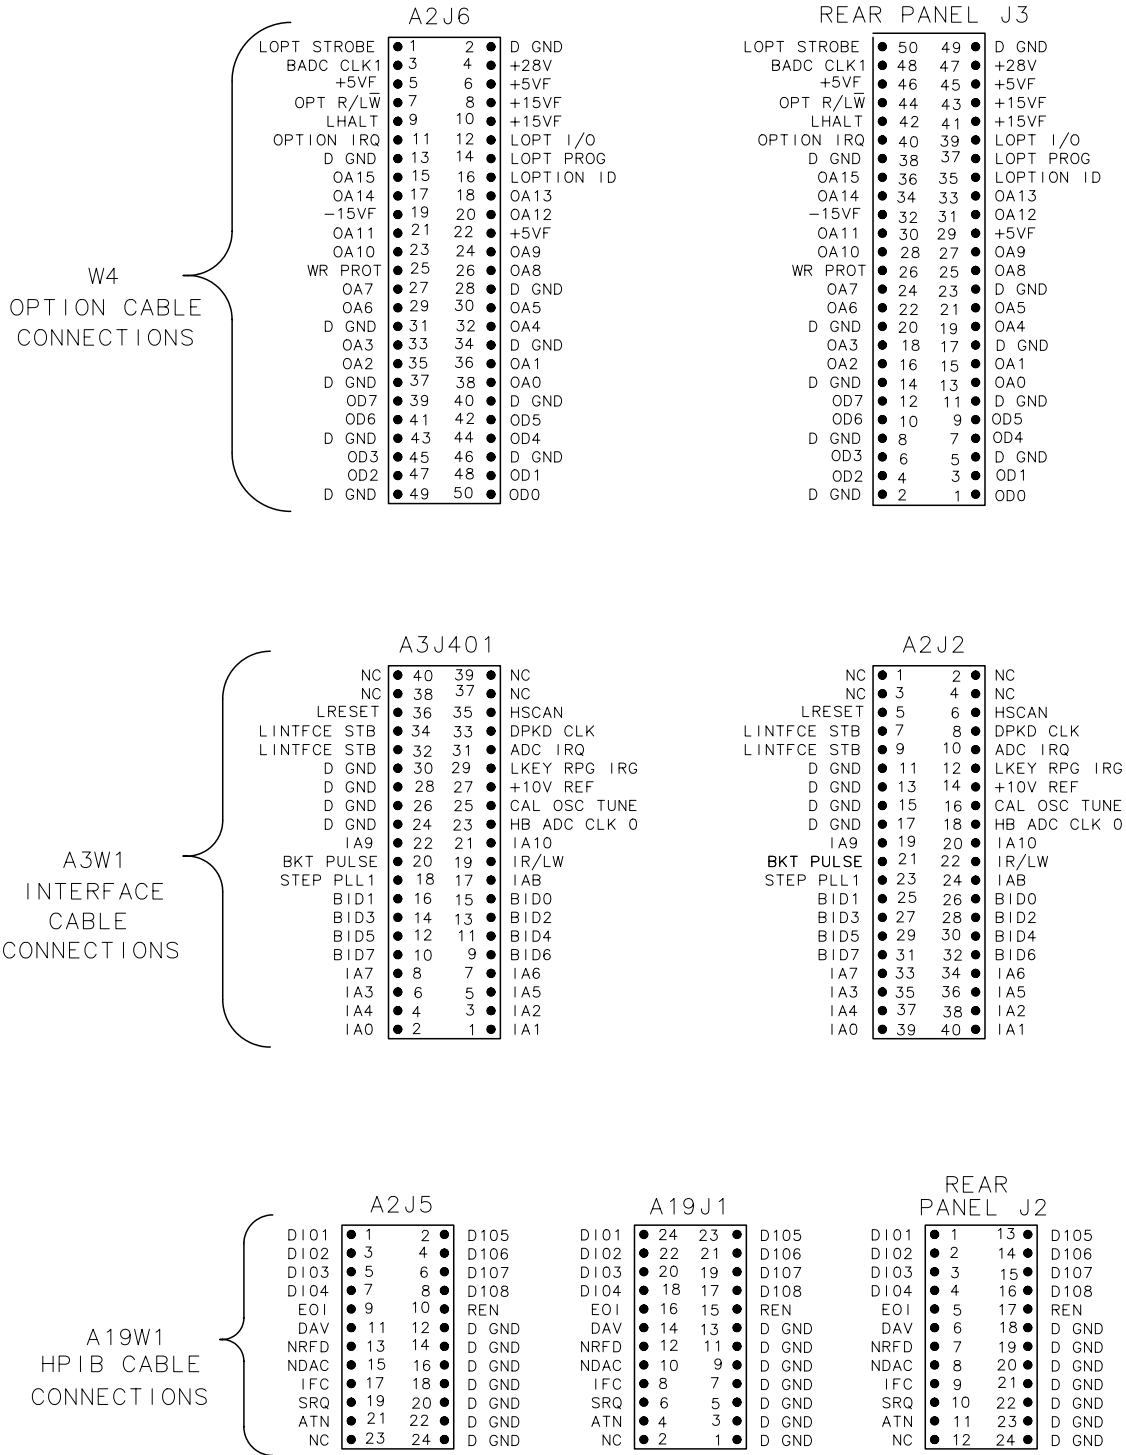 A2J6
REAR PANEL J3
LOPT STROBE 1 2 D GND
BADC CLK1 3 4 +28V
+5VF 5 6 +5VF
OPT R/LW̅ 7 8 +15VF
LHALT 9 10 +15VF
OPTION IRQ 11 12 LOPT I/O
D GND 13 14 LOPT PROG
OA15 15 16 LOPTION ID
OA14 17 18 OA13
-15VF 19 20 OA12
OA11 21 22 +5VF
OA10 23 24 OA9
WR PROT 25 26 OA8
OA7 27 28 D GND
OA6 29 30 OA5
D GND 31 32 OA4
OA3 33 34 D GND
OA2 35 36 OA1
D GND 37 38 OA0
OD7 39 40 D GND
OD6 41 42 OD5
D GND 43 44 OD4
OD3 45 46 D GND
OD2 47 48 OD1
D GND 49 50 OD0
LOPT STROBE 50 49 D GND
BADC CLK1 48 47 +28V
+5VF 46 45 +5VF
OPT R/LW̅ 44 43 +15VF
LHALT 42 41 +15VF
OPTION IRQ 40 39 LOPT I/O
D GND 38 37 LOPT PROG
OA15 36 35 LOPTION ID
OA14 34 33 OA13
-15VF 32 31 OA12
OA11 30 29 +5VF
OA10 28 27 OA9
WR PROT 26 25 OA8
OA7 24 23 D GND
OA6 22 21 OA5
D GND 20 19 OA4
OA3 18 17 D GND
OA2 16 15 OA1
D GND 14 13 OA0
OD7 12 11 D GND
OD6 10 9 OD5
D GND 8 7 OD4
OD3 6 5 D GND
OD2 4 3 OD1
D GND 2 1 OD0
W4
OPTION CABLE
CONNECTIONS
A3J401
A2J2
NC 40 39 NC
NC 38 37 NC
LRESET 36 35 HSCAN
LINTFCE STB 34 33 DPKD CLK
LINTFCE STB 32 31 ADC IRQ
D GND 30 29 LKEY RPG IRG
D GND 28 27 +10V REF
D GND 26 25 CAL OSC TUNE
D GND 24 23 HB ADC CLK 0
IA9 22 21 IA10
BKT PULSE 20 19 IR/LW
STEP PLL1 18 17 IAB
BID1 16 15 BID0
BID3 14 13 BID2
BID5 12 11 BID4
BID7 10 9 BID6
IA7 8 7 IA6
IA3 6 5 IA5
IA4 4 3 IA2
IA0 2 1 IA1
NC 1 2 NC
NC 3 4 NC
LRESET 5 6 HSCAN
LINTFCE STB 7 8 DPKD CLK
LINTFCE STB 9 10 ADC IRQ
D GND 11 12 LKEY RPG IRG
D GND 13 14 +10V REF
D GND 15 16 CAL OSC TUNE
D GND 17 18 HB ADC CLK 0
IA9 19 20 IA10
BKT PULSE 21 22 IR/LW
STEP PLL1 23 24 IAB
BID1 25 26 BID0
BID3 27 28 BID2
BID5 29 30 BID4
BID7 31 32 BID6
IA7 33 34 IA6
IA3 35 36 IA5
IA4 37 38 IA2
IA0 39 40 IA1
A3W1
INTERFACE
CABLE
CONNECTIONS
A2J5
A19J1
REAR
PANEL J2
DIO1 1 2 D105
DIO2 3 4 D106
DIO3 5 6 D107
DIO4 7 8 D108
EOI 9 10 REN
DAV 11 12 D GND
NRFD 13 14 D GND
NDAC 15 16 D GND
IFC 17 18 D GND
SRQ 19 20 D GND
ATN 21 22 D GND
NC 23 24 D GND
DIO1 24 23 D105
DIO2 22 21 D106
DIO3 20 19 D107
DIO4 18 17 D108
EOI 16 15 REN
DAV 14 13 D GND
NRFD 12 11 D GND
NDAC 10 9 D GND
IFC 8 7 D GND
SRQ 6 5 D GND
ATN 4 3 D GND
NC 2 1 D GND
DIO1 1 13 D105
DIO2 2 14 D106
DIO3 3 15 D107
DIO4 4 16 D108
EOI 5 17 REN
DAV 6 18 D GND
NRFD 7 19 D GND
NDAC 8 20 D GND
IFC 9 21 D GND
SRQ 10 22 D GND
ATN 11 23 D GND
NC 12 24 D GND
A19W1
HPIB CABLE
CONNECTIONS